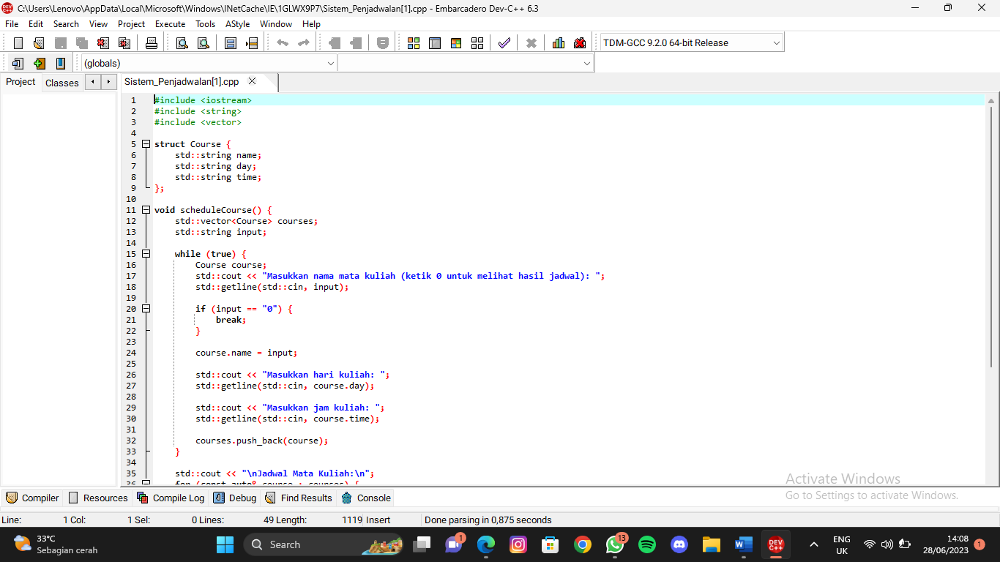 C:\Users\Lenovo\AppData\Local\Microsoft\Windows\INetCache\IE\1GLWX9P7\Sistem_Penjadwalan[1].cpp - Embarcadero Dev-C++ 6.3
File Edit Search View Project Execute Tools AStyle Window Help
TDM-GCC 9.2.0 64-bit Release
(globals)
Project Classes Sistem_Penjadwalan[1].cpp
1 #include <iostream>
2 #include <string>
3 #include <vector>
4
5 struct Course {
6 std::string name;
7 std::string day;
8 std::string time;
9 };
10
11 void scheduleCourse() {
12 std::vector<Course> courses;
13 std::string input;
14
15 while (true) {
16 Course course;
17 std::cout << "Masukkan nama mata kuliah (ketik 0 untuk melihat hasil jadwal): ";
18 std::getline(std::cin, input);
19
20 if (input == "0") {
21 break;
22 }
23
24 course.name = input;
25
26 std::cout << "Masukkan hari kuliah: ";
27 std::getline(std::cin, course.day);
28
29 std::cout << "Masukkan jam kuliah: ";
30 std::getline(std::cin, course.time);
31
32 courses.push_back(course);
33 }
34
35 std::cout << "\nJadwal Mata Kuliah:\n";
36 for (const auto& course : courses) {
Activate Windows
Go to Settings to activate Windows.
Compiler Resources Compile Log Debug Find Results Console
Line: 1 Col: 1 Sel: 0 Lines: 49 Length: 1119 Insert Done parsing in 0,875 seconds
33°C
Sebagian cerah
Search
1
13
DEV C++
ENG
UK
14:08
28/06/2023
1